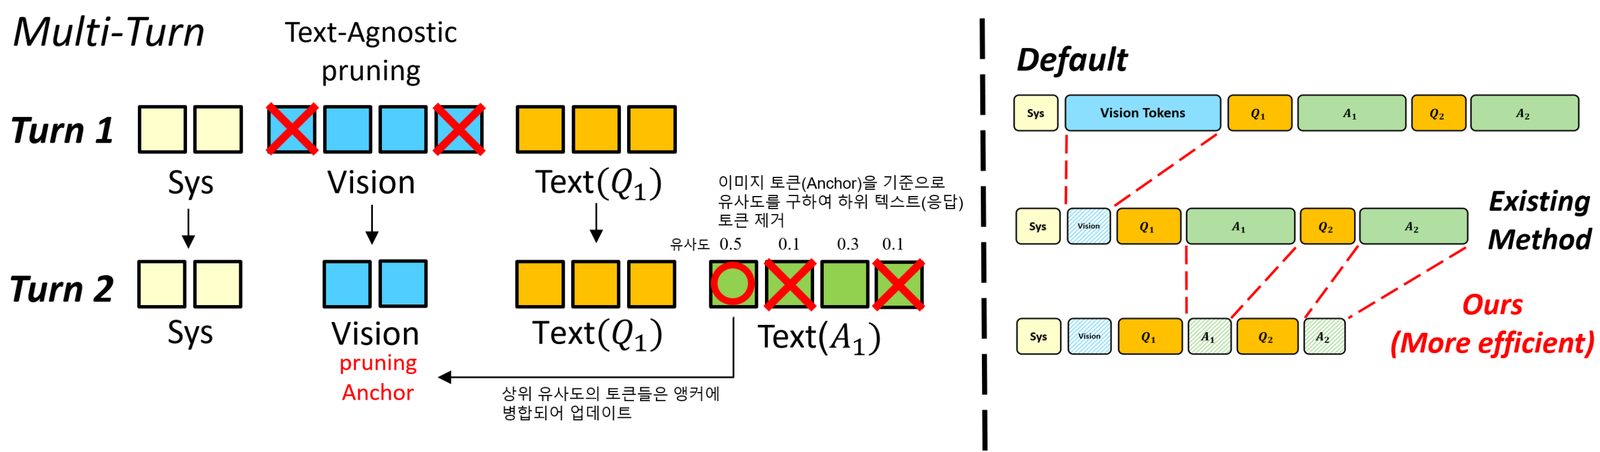 Multi-Turn
Text-Agnostic
pruning
Turn 1
Sys
Vision
Text(Q₁)
이미지 토큰(Anchor)을 기준으로
유사도를 구하여 하위 텍스트(응답)
토큰 제거
유사도 0.5 0.1 0.3 0.1
Turn 2
Sys
Vision
Text(Q₁)
Text(A₁)
pruning
Anchor
상위 유사도의 토큰들은 앵커에
병합되어 업데이트
Default
Sys Vision Tokens Q₁ A₁ Q₂ A₂
Sys Vision Q₁ A₁ Q₂ A₂
Existing
Method
Sys Vision Q₁ A₁ Q₂ A₂
Ours
(More efficient)